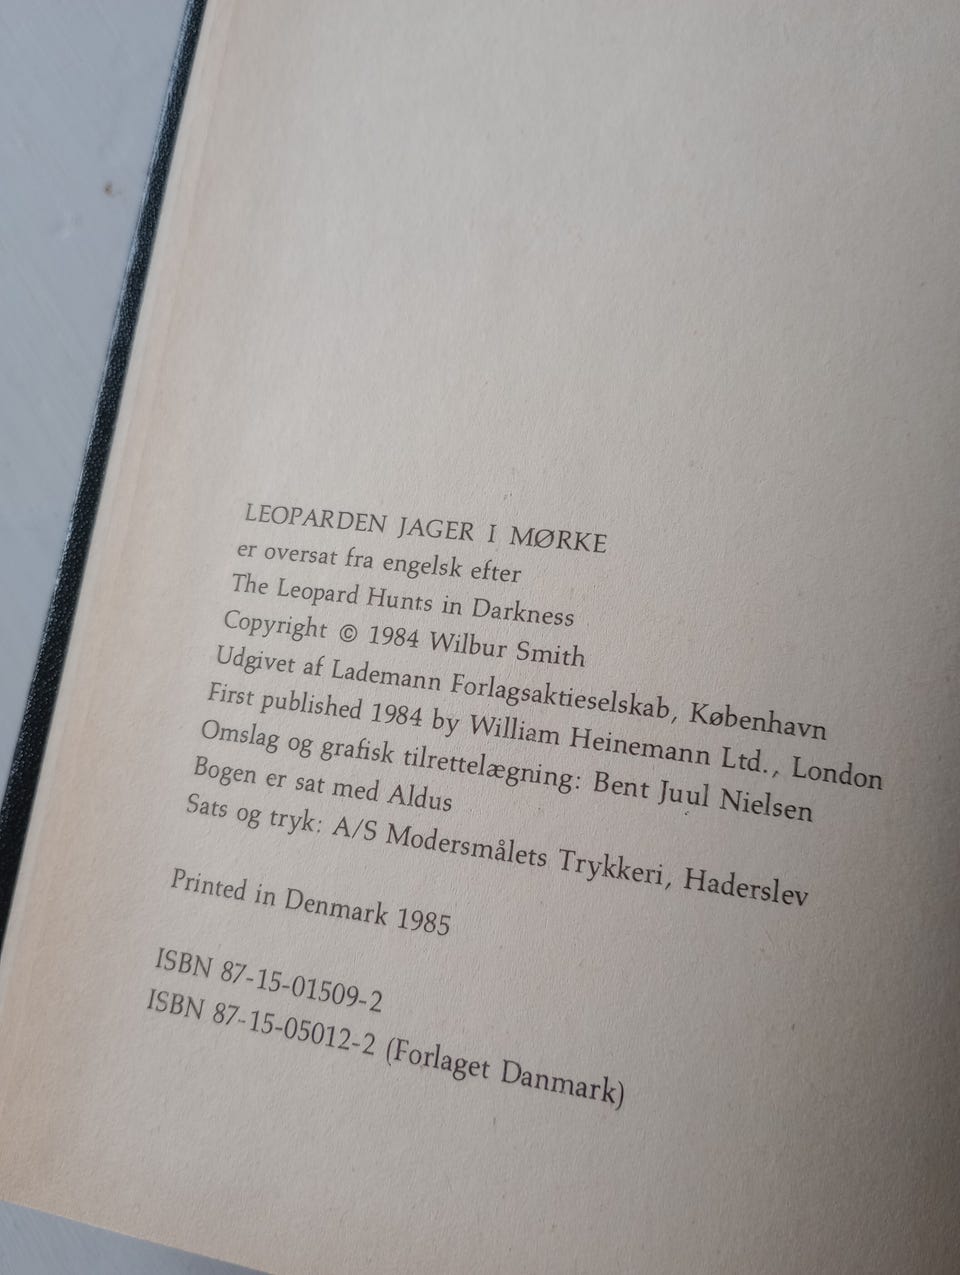 LEOPARDEN JAGER I MØRKE
er oversat fra engelsk efter
The Leopard Hunts in Darkness
Copyright © 1984 Wilbur Smith
Udgivet af Lademann Forlagsaktieselskab, København
First published 1984 by William Heinemann Ltd., London
Omslag og grafisk tilrettelægning: Bent Juul Nielsen
Bogen er sat med Aldus
Sats og tryk: A/S Modersmålets Trykkeri, Haderslev
Printed in Denmark 1985
ISBN 87-15-01509-2
ISBN 87-15-05012-2 (Forlaget Danmark)